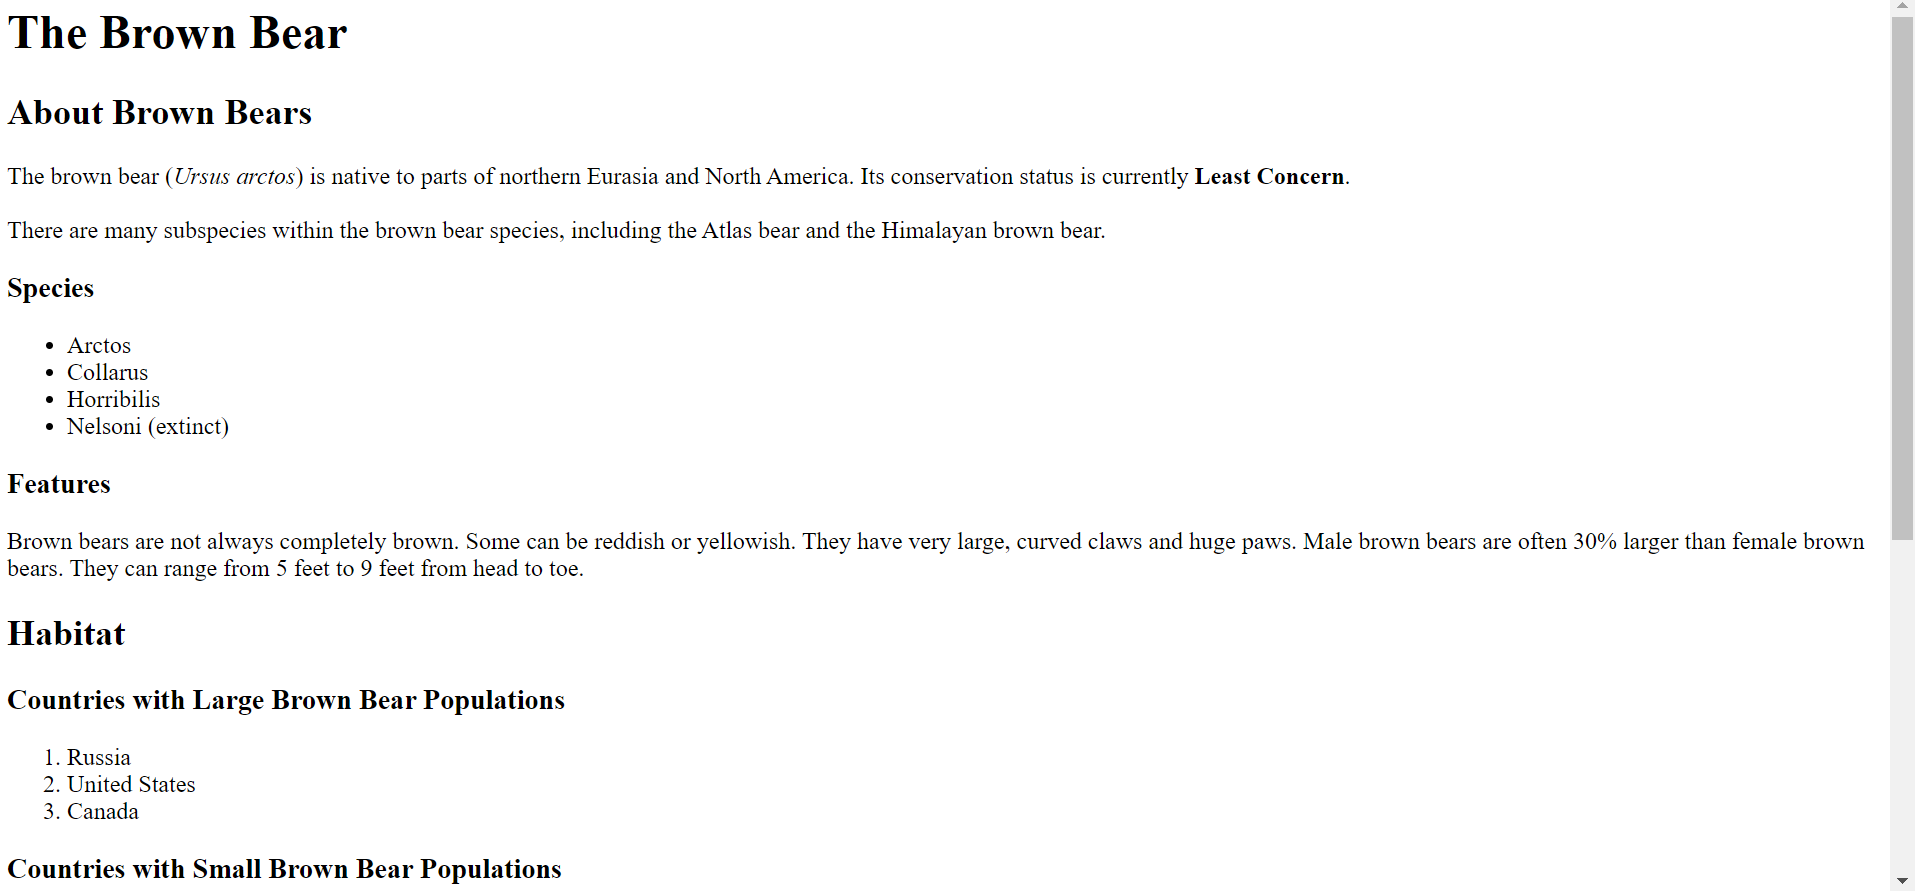 The Brown Bear
About Brown Bears
The brown bear (Ursus arctos) is native to parts of northern Eurasia and North America. Its conservation status is currently Least Concern.
There are many subspecies within the brown bear species, including the Atlas bear and the Himalayan brown bear.
Species
• Arctos
• Collarus
• Horribilis
• Nelsoni (extinct)
Features
Brown bears are not always completely brown. Some can be reddish or yellowish. They have very large, curved claws and huge paws. Male brown bears are often 30% larger than female brown
bears. They can range from 5 feet to 9 feet from head to toe.
Habitat
Countries with Large Brown Bear Populations
1. Russia
2. United States
3. Canada
Countries with Small Brown Bear Populations